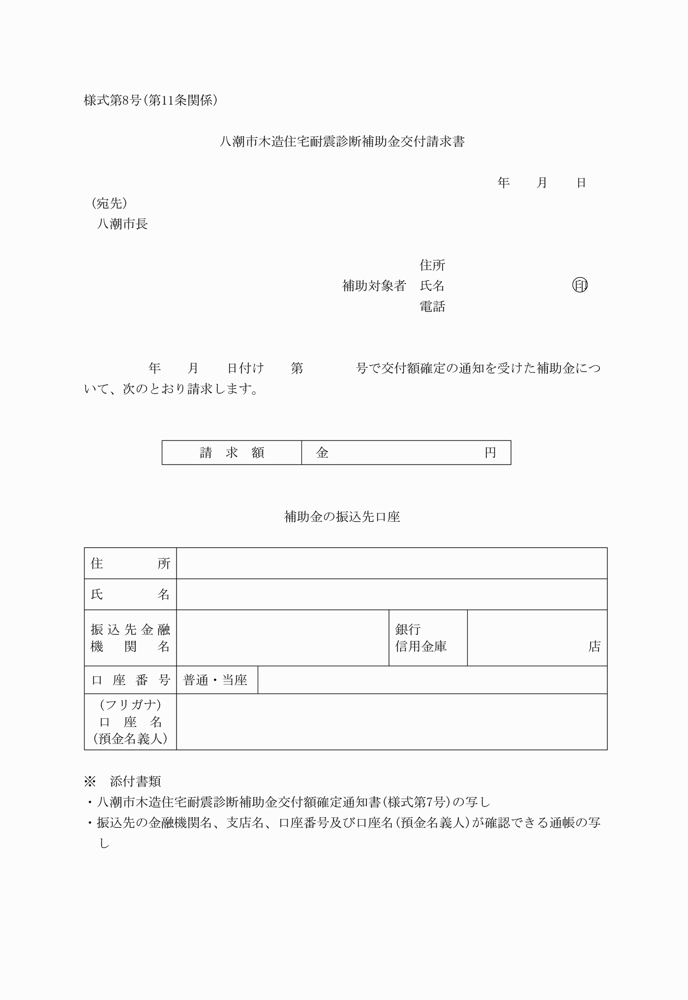 様式第8号(第11条関係)
八潮市木造住宅耐震診断補助金交付請求書
年　　月　　日
(宛先)
八潮市長
住所
補助対象者　氏名　　　　　　　　　　㊞
電話
年　　月　　日付け　　第　　　　号で交付額確定の通知を受けた補助金につ
いて、次のとおり請求します。
請　求　額　　金　　　　　　　　　　　　円
補助金の振込先口座
住　　　　所
氏　　　　名
振込先金融　　　　　　　　　　銀行
機　関　名　　　　　　　　　　信用金庫　　　　　　　　　　店
口 座 番 号　普通・当座
(フリガナ)
口　座　名
(預金名義人)
※　添付書類
・八潮市木造住宅耐震診断補助金交付額確定通知書(様式第7号)の写し
・振込先の金融機関名、支店名、口座番号及び口座名(預金名義人)が確認できる通帳の写
し